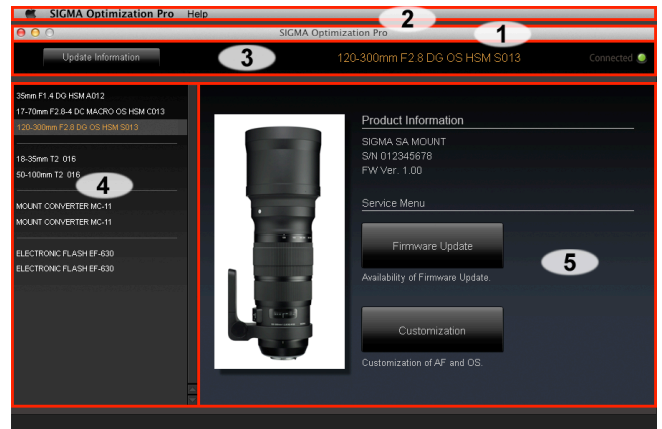 SIGMA Optimization Pro Help
2
SIGMA Optimization Pro
1
Update Information
3
120-300mm F2.8 DG OS HSM S013
Connected
35mm F1.4 DG HSM A012
17-70mm F2.8-4 DC MACRO OS HSM C013
120-300mm F2.8 DG OS HSM S013
18-35mm T2 016
50-100mm T2 016
4
MOUNT CONVERTER MC-11
MOUNT CONVERTER MC-11
ELECTRONIC FLASH EF-630
ELECTRONIC FLASH EF-630
Product Information
SIGMA SA MOUNT
S/N 012345678
FW Ver. 1.00
Service Menu
Firmware Update
5
Availability of Firmware Update.
Customization
Customization of AF and OS.